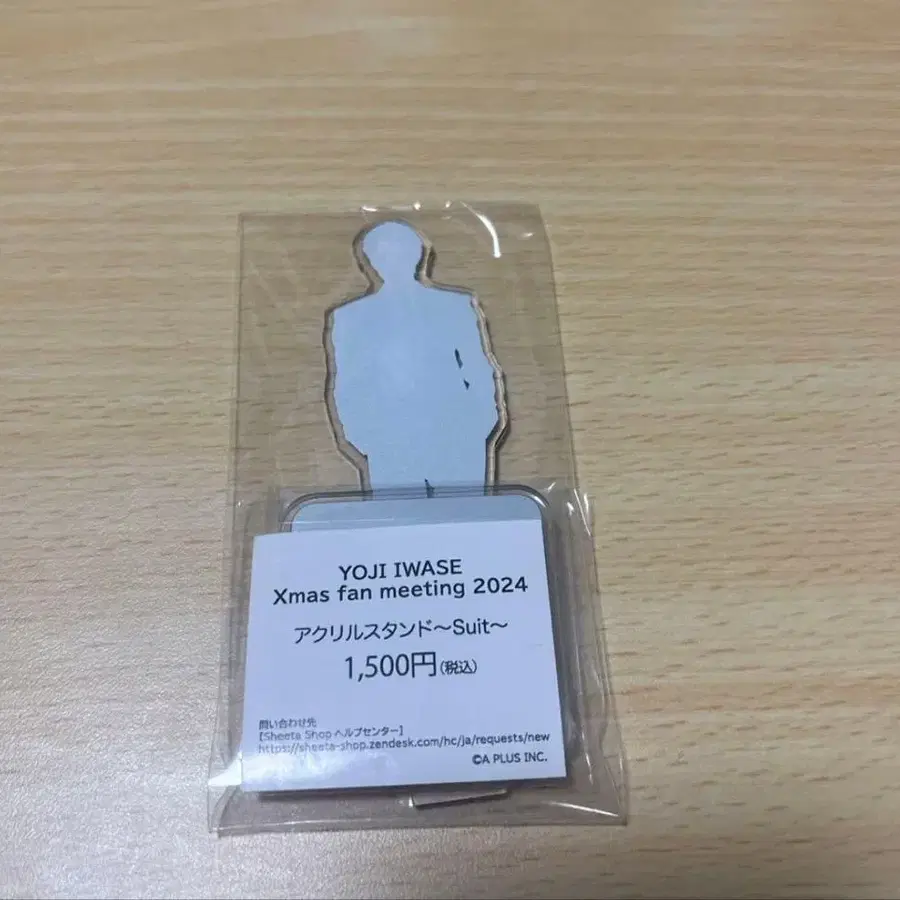 YOJI IWASE
Xmas fan meeting 2024
アクリルスタンド～Suit～
1,500円(税込)
問い合わせ先
【Sheeta Shop ヘルプセンター】
https://sheeta-shop.zendesk.com/hc/ja/requests/new
©A PLUS INC.